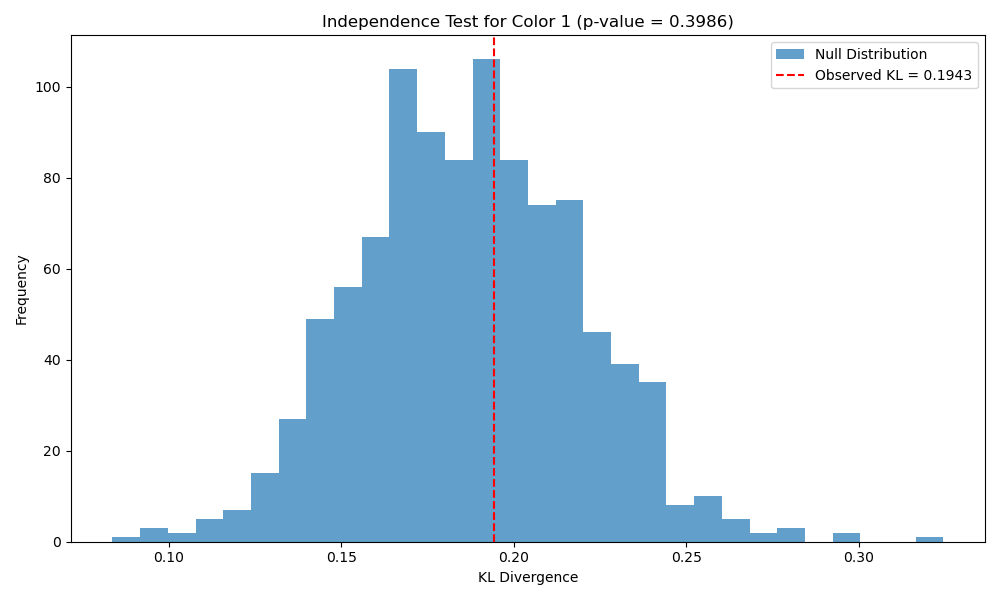 Independence Test for Color 1 (p-value = 0.3986)
Null Distribution
Observed KL = 0.1943
Frequency
100
80
60
40
20
0
0.10 0.15 0.20 0.25 0.30
KL Divergence